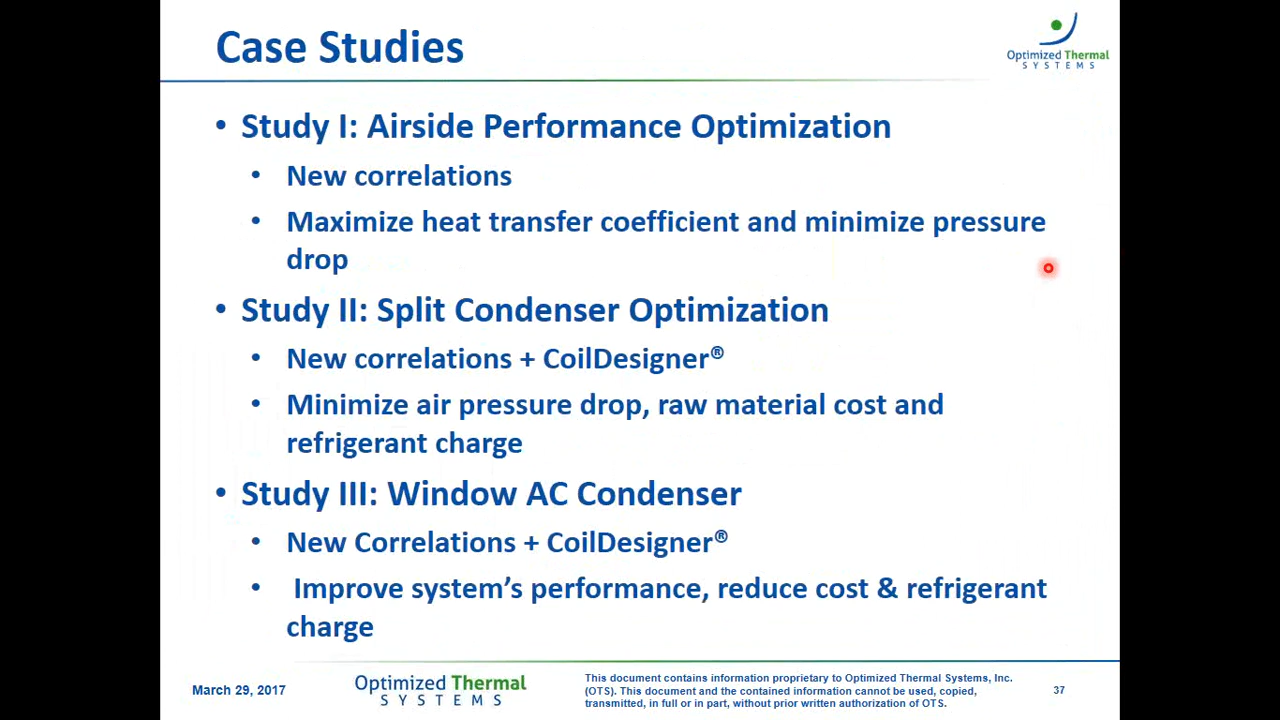 Case Studies
Optimized Thermal
SYSTEMS
• Study I: Airside Performance Optimization
• New correlations
• Maximize heat transfer coefficient and minimize pressure
drop
• Study II: Split Condenser Optimization
• New correlations + CoilDesigner®
• Minimize air pressure drop, raw material cost and
refrigerant charge
• Study III: Window AC Condenser
• New Correlations + CoilDesigner®
• Improve system’s performance, reduce cost & refrigerant
charge
March 29, 2017
Optimized Thermal
SYSTEMS
This document contains information proprietary to Optimized Thermal Systems, Inc.
(OTS). This document and the contained information cannot be used, copied,
transmitted, in full or in part, without prior written authorization of OTS.
37